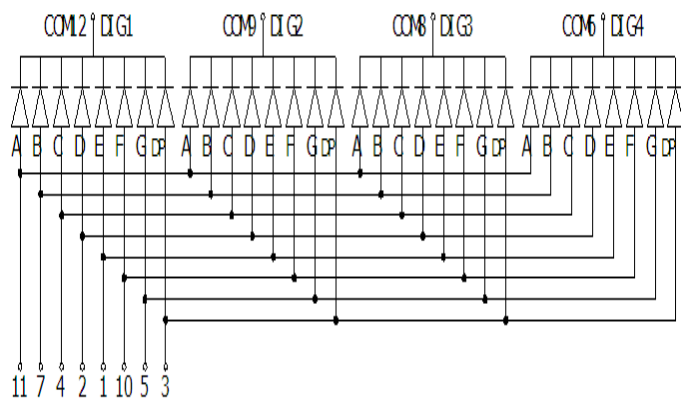 COM12 DIG1 COM9 DIG2 COM8 DIG3 COM6 DIG4
A B C D E F G DP A B C D E F G DP A B C D E F G DP A B C D E F G DP
11 7 4 2 1 10 5 3